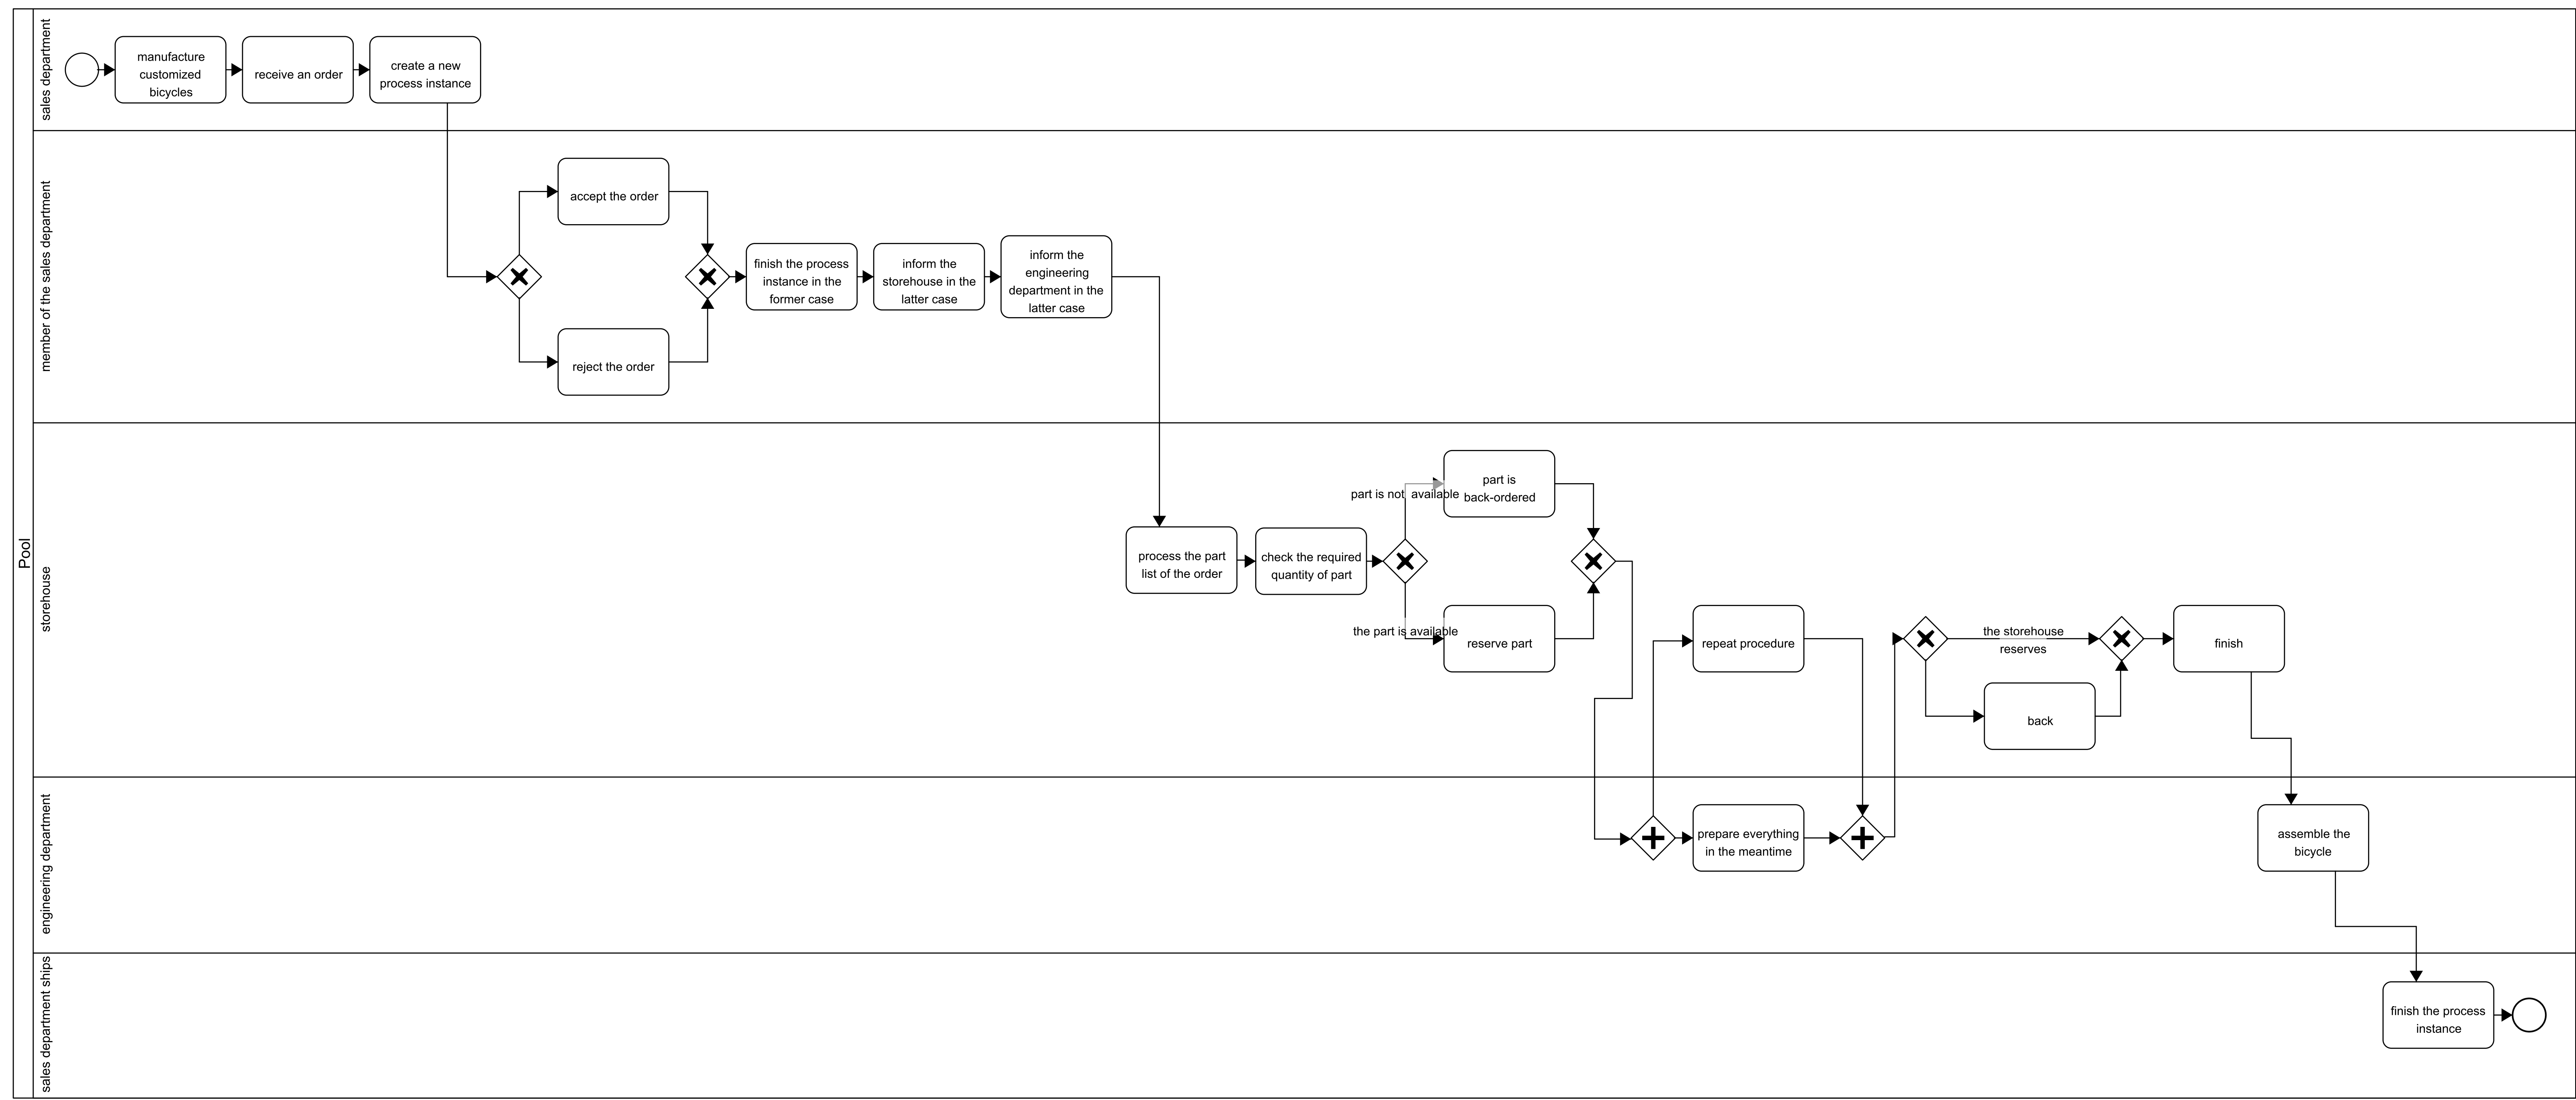 Pool
sales department
manufacture
customized
bicycles
receive an order
create a new
process instance
member of the sales department
accept the order
reject the order
finish the process
instance in the
former case
inform the
storehouse in the
latter case
inform the
engineering
department in the
latter case
storehouse
process the part
list of the order
check the required
quantity of part
part is not available
part is
back-ordered
the part is available
reserve part
repeat procedure
the storehouse
reserves
back
finish
engineering department
prepare everything
in the meantime
assemble the
bicycle
sales department ships
finish the process
instance